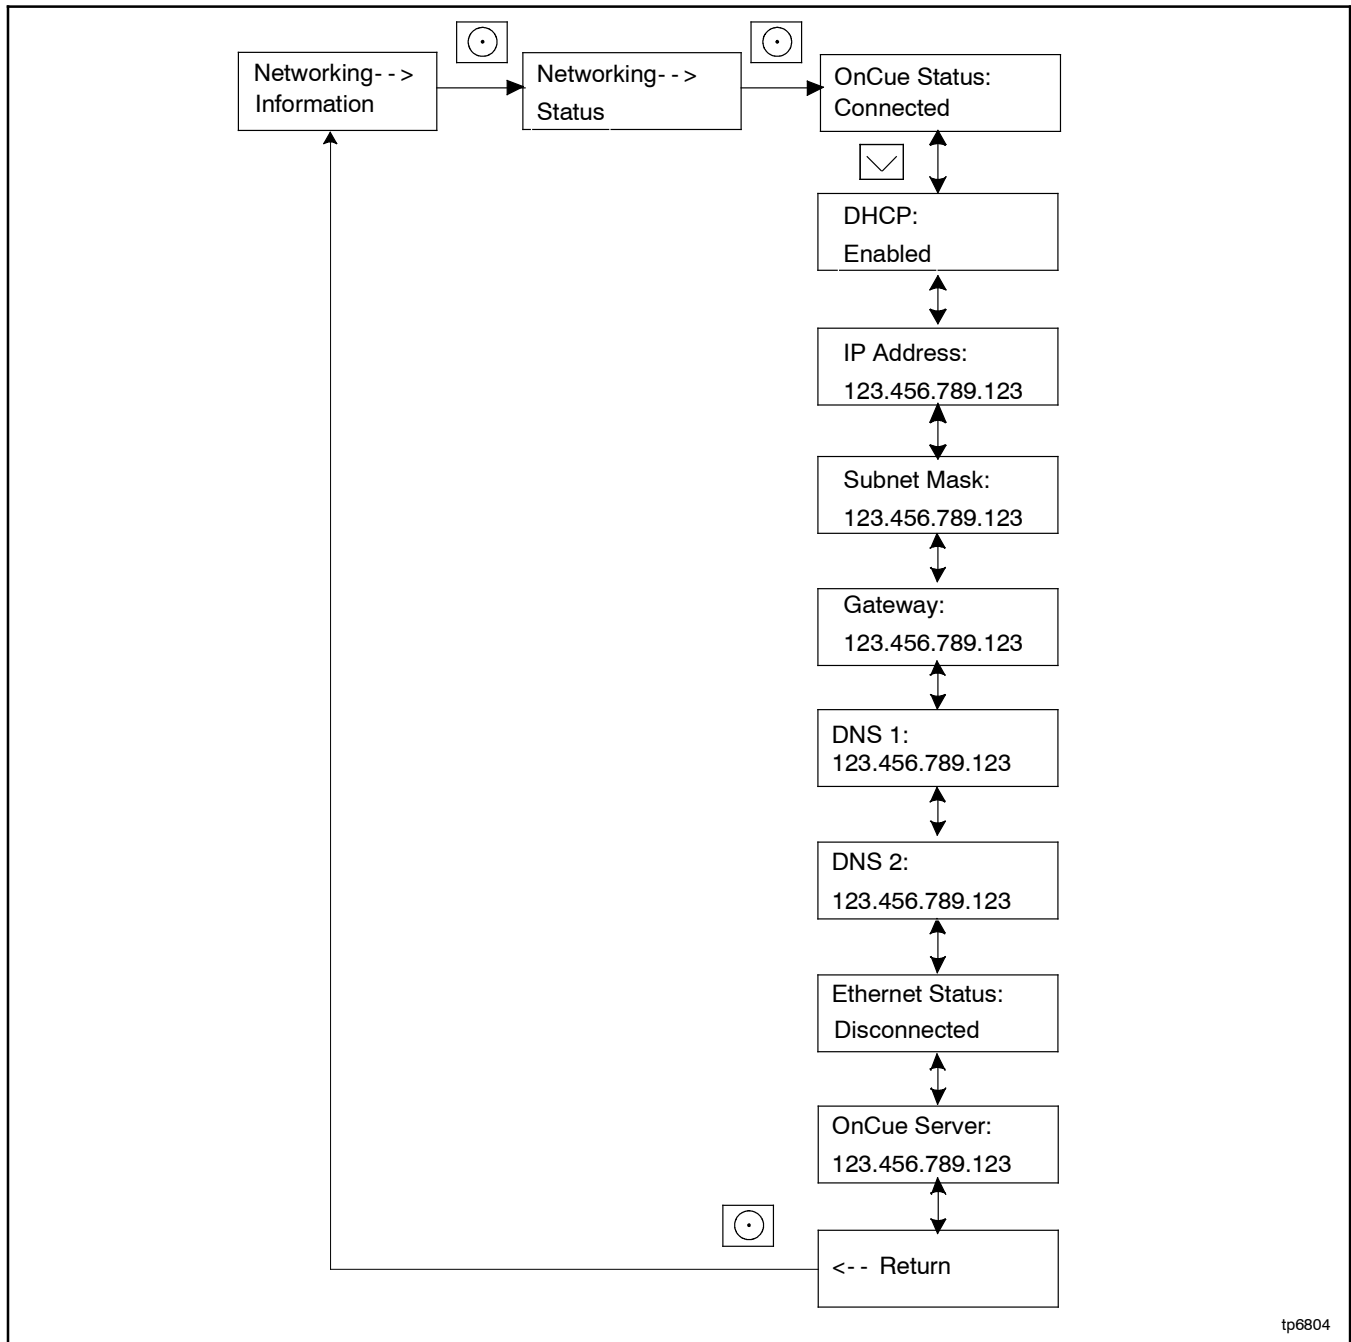 Networking-->
Information
Networking-->
Status
OnCue Status:
Connected
DHCP:
Enabled
IP Address:
123.456.789.123
Subnet Mask:
123.456.789.123
Gateway:
123.456.789.123
DNS 1:
123.456.789.123
DNS 2:
123.456.789.123
Ethernet Status:
Disconnected
OnCue Server:
123.456.789.123
<-- Return
tp6804